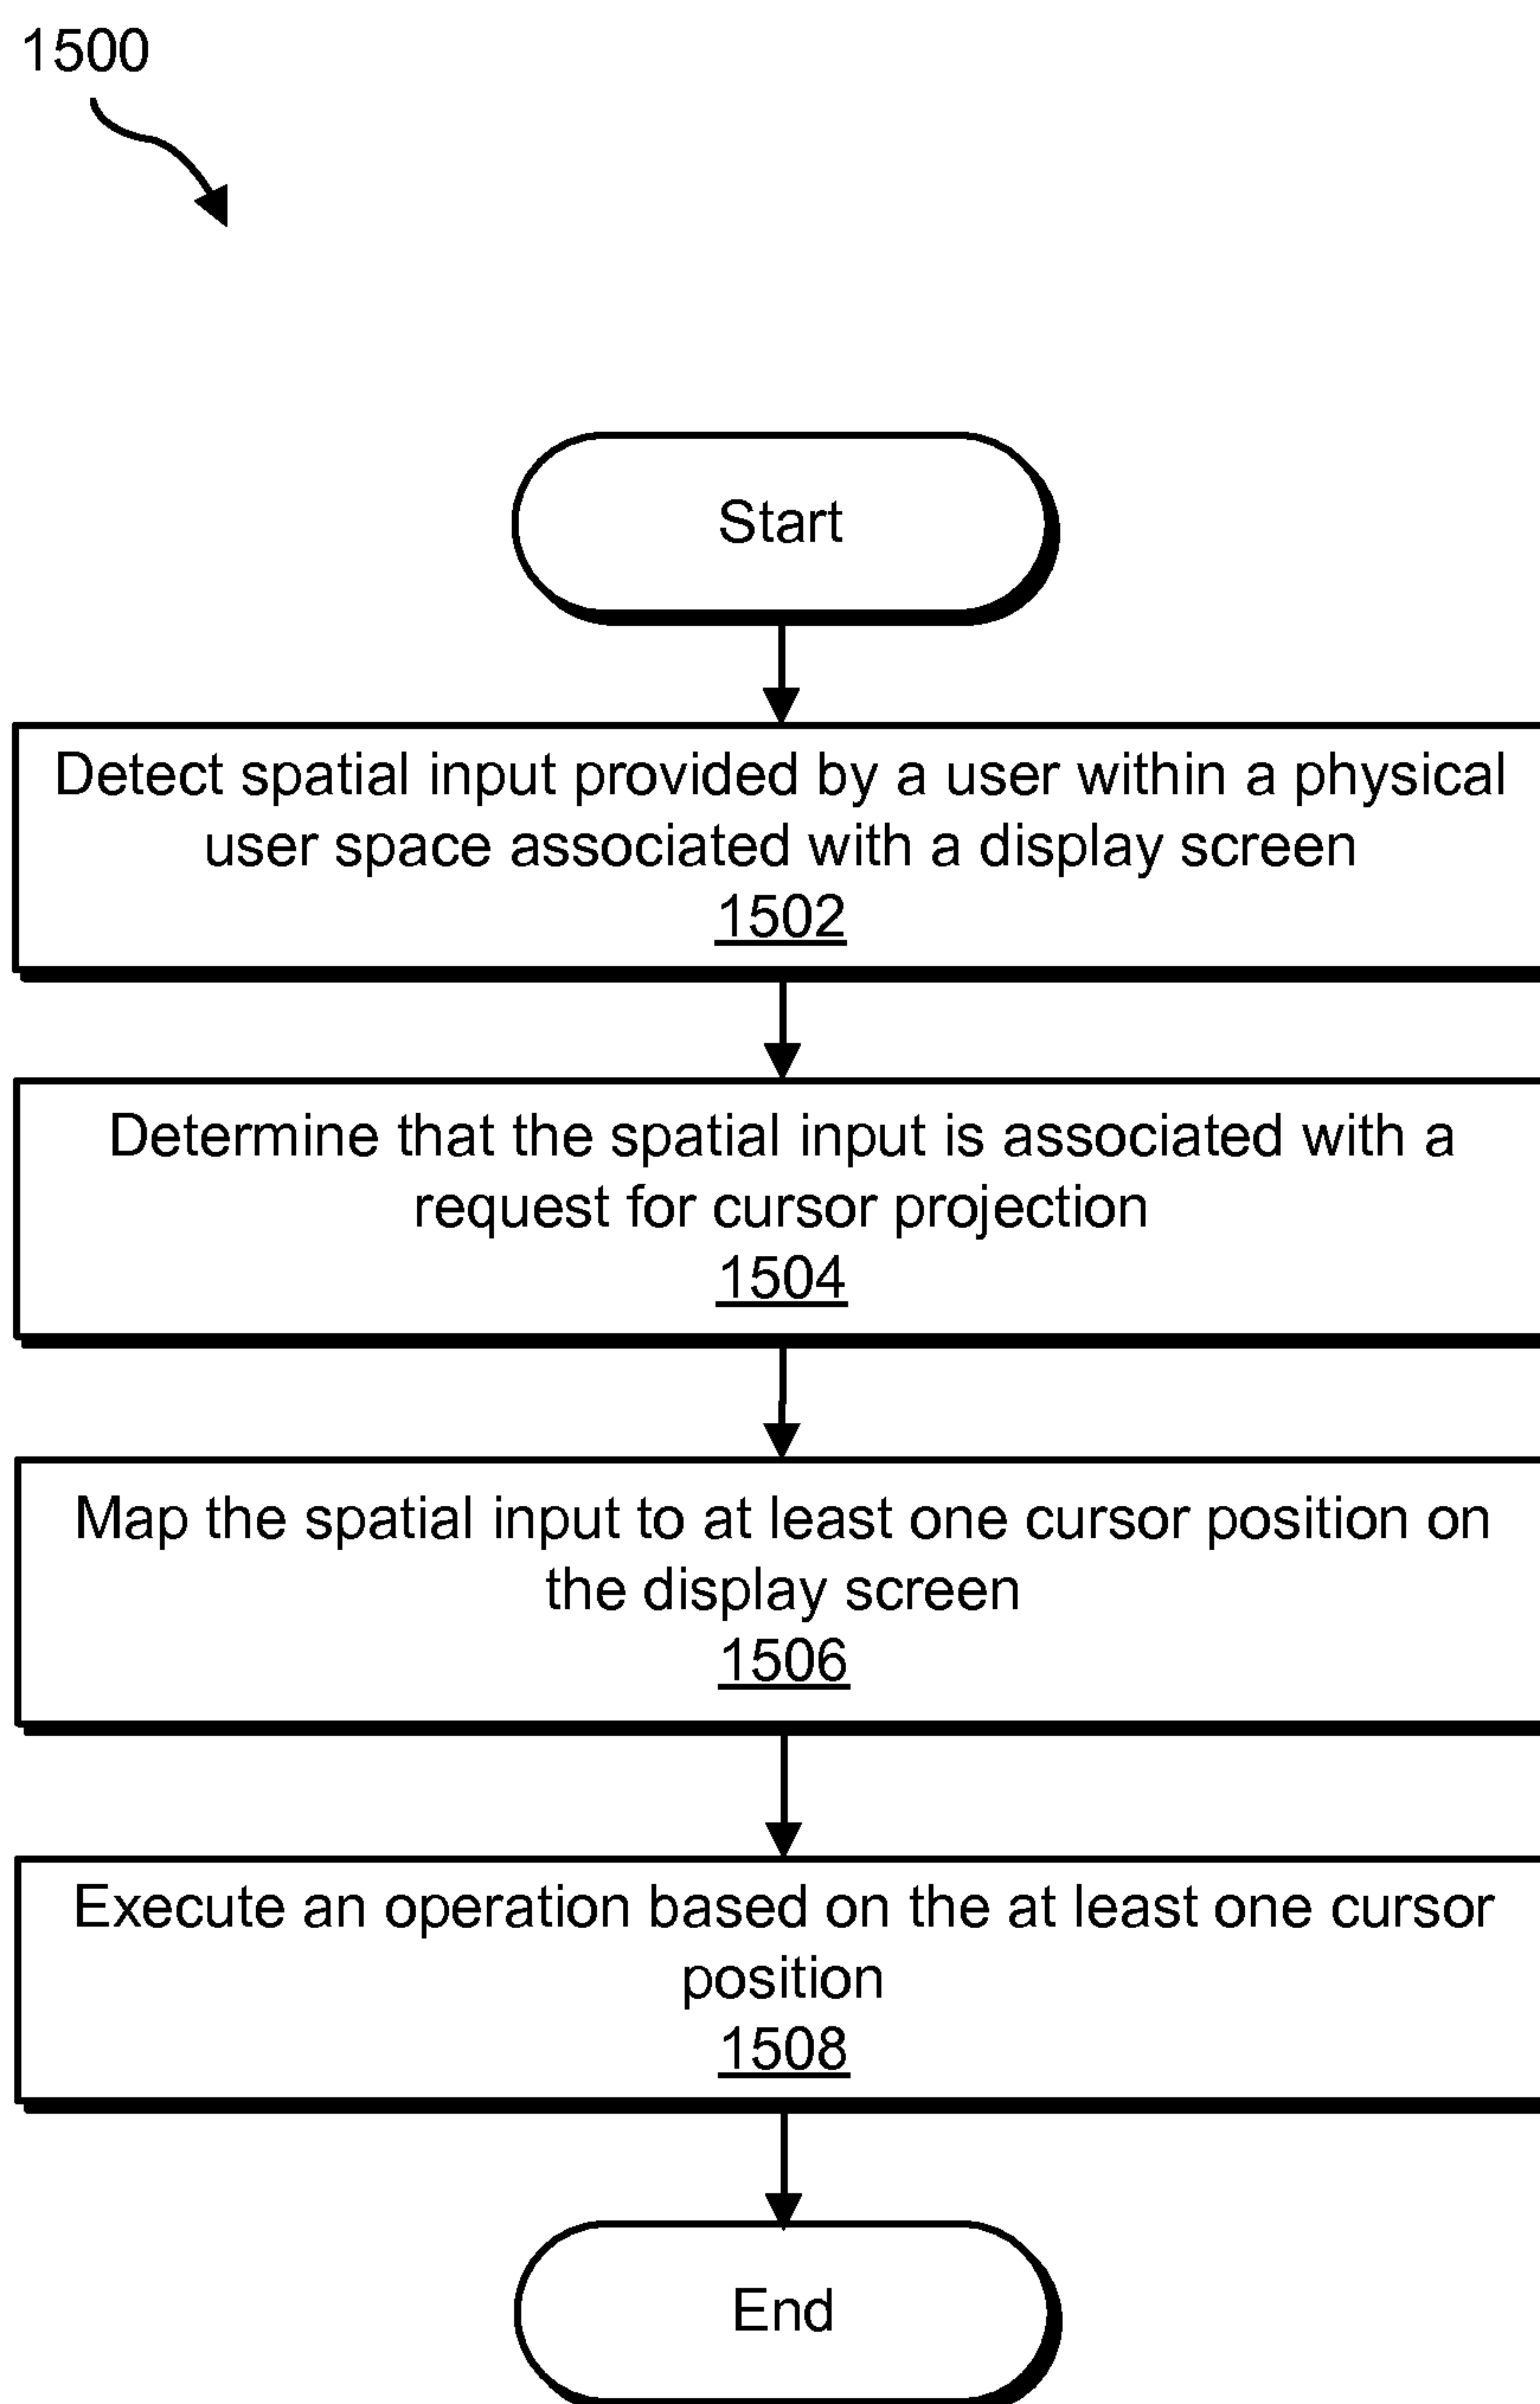 1500
Start
Detect spatial input provided by a user within a physical
user space associated with a display screen
1502
Determine that the spatial input is associated with a
request for cursor projection
1504
Map the spatial input to at least one cursor position on
the display screen
1506
Execute an operation based on the at least one cursor
position
1508
End